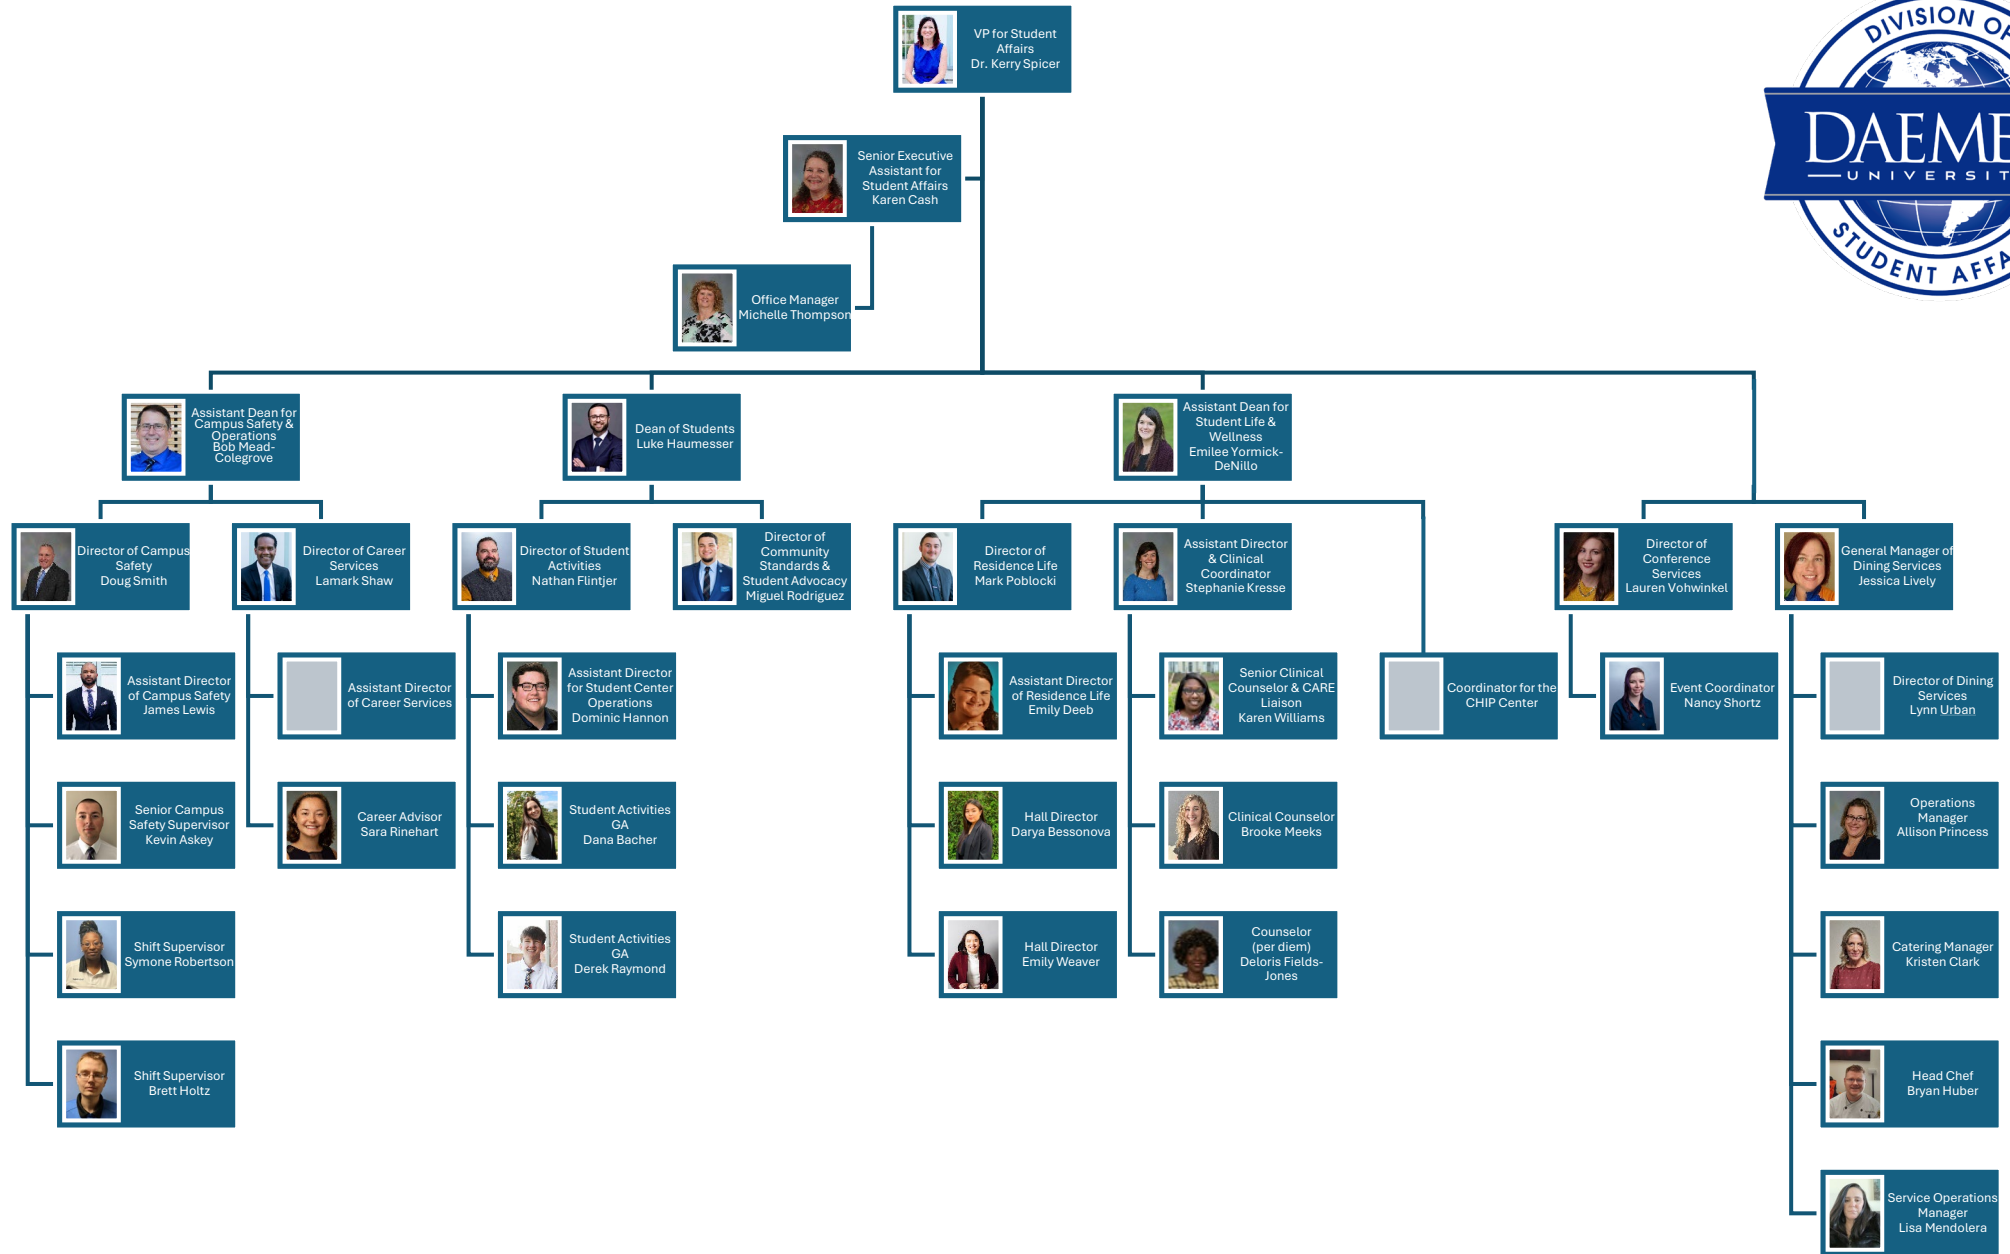 VP for Student
Affairs
Dr. Kerry Spicer
DIVISION OF
DAEME
UNIVERSIT
STUDENT AFFA
Senior Executive
Assistant for
Student Affairs
Karen Cash
Office Manager
Michelle Thompson
Assistant Dean for
Campus Safety &
Operations
Bob Mead-
Colegrove
Dean of Students
Luke Haumesser
Assistant Dean for
Student Life &
Wellness
Emilee Yormick-
DeNillo
Director of Campus
Safety
Doug Smith
Director of Career
Services
Lamark Shaw
Director of Student
Activities
Nathan Flintjer
Director of
Community
Standards &
Student Advocacy
Miguel Rodriguez
Director of
Residence Life
Mark Poblocki
Assistant Director
& Clinical
Coordinator
Stephanie Kresse
Director of
Conference
Services
Lauren Vohwinkel
General Manager of
Dining Services
Jessica Lively
Assistant Director
of Campus Safety
James Lewis
Assistant Director
of Career Services
Assistant Director
for Student Center
Operations
Dominic Hannon
Assistant Director
of Residence Life
Emily Deeb
Senior Clinical
Counselor & CARE
Liaison
Karen Williams
Coordinator for the
CHIP Center
Event Coordinator
Nancy Shortz
Director of Dining
Services
Lynn Urban
Senior Campus
Safety Supervisor
Kevin Askey
Career Advisor
Sara Rinehart
Student Activities
GA
Dana Bacher
Hall Director
Darya Bessonova
Clinical Counselor
Brooke Meeks
Operations
Manager
Allison Princess
Shift Supervisor
Symone Robertson
Student Activities
GA
Derek Raymond
Hall Director
Emily Weaver
Counselor
(per diem)
Deloris Fields-
Jones
Catering Manager
Kristen Clark
Shift Supervisor
Brett Holtz
Head Chef
Bryan Huber
Service Operations
Manager
Lisa Mendolera